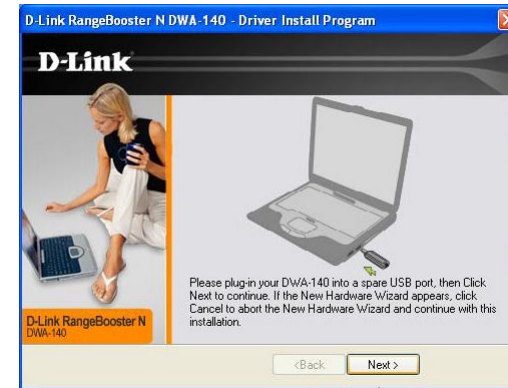 D-Link RangeBooster N DWA-140 - Driver Install Program
D-Link
Please plug-in your DWA-140 into a spare USB port, then Click
Next to continue. If the New Hardware Wizard appears, click
Cancel to abort the New Hardware Wizard and continue with this
installation.
D-Link RangeBooster N
DWA-140
<Back
Next >